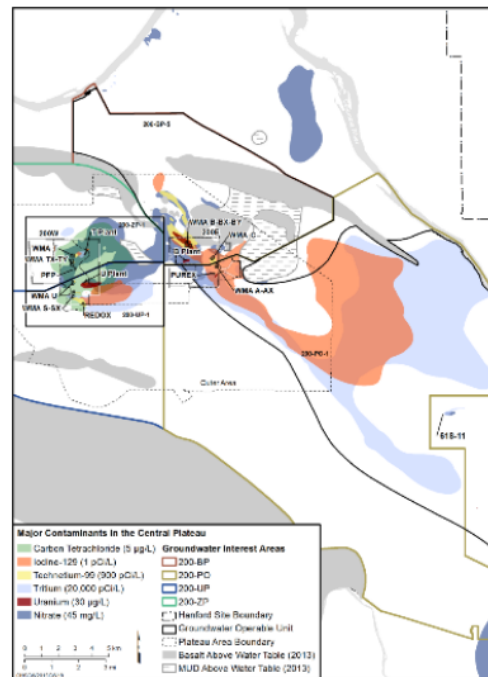 200-BP-5
WMA B-BX-BY
200-ZP-1
200E
200W
WMA C
T Plant
B Plant
WMA
WMA TX-TY
PFP
U Plant
PUREX
WMA A-AX
WMA U
WMA S-SX
REDOX
200-UP-1
200-PO-1
Outer Area
618-11
Major Contaminants in the Central Plateau
Carbon Tetrachloride (5 µg/L)
Iodine-129 (1 pCi/L)
Technetium-99 (900 pCi/L)
Tritium (20,000 pCi/L)
Uranium (30 µg/L)
Nitrate (45 mg/L)
0 1 2 3 4 5 km
0 1 2 3 mi
Groundwater Interest Areas
200-BP
200-PO
200-UP
200-ZP
Hanford Site Boundary
Groundwater Operable Unit
Plateau Area Boundary
Basalt Above Water Table (2013)
MUD Above Water Table (2013)